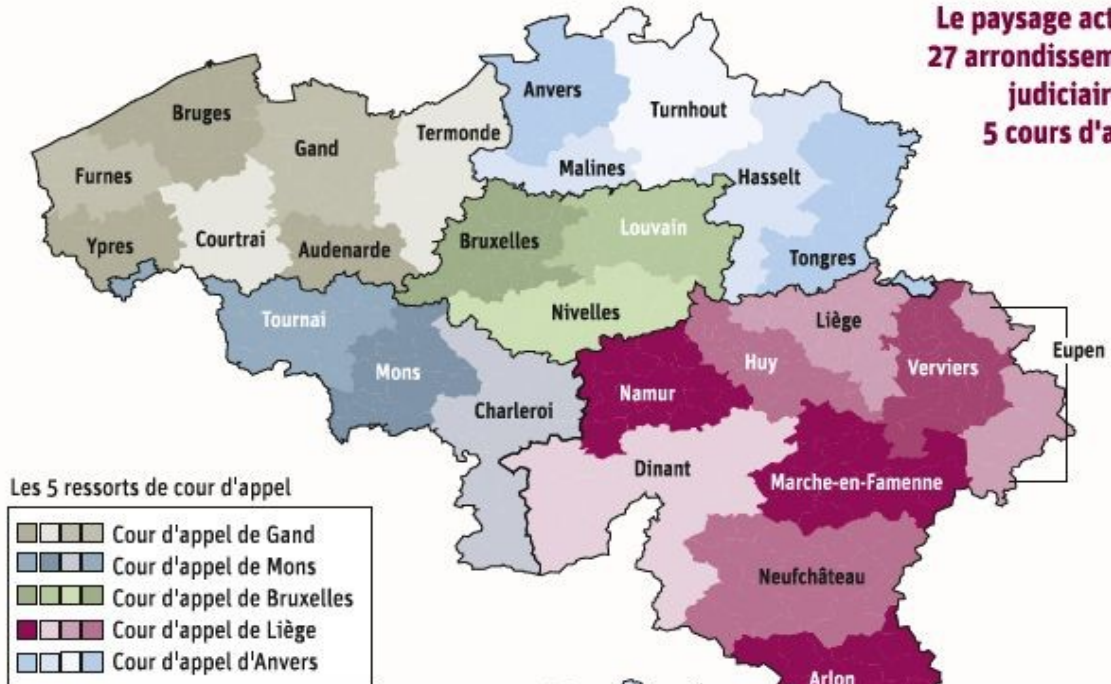 Le paysage
27
judiciair
5 cours
Anvers
Bruges
Turnhout
Termonde
Gand
Malines
Furnes
Hasselt
Louvain
Ypres
Courtrai
Audenarde
Bruxelles
Tongres
Nivelles
Tournai
Liège
Eupen
Mons
Huy
Verviers
Namur
Charleroi
Dinant
Marche-en-Famenne
Neufchâteau
Arlon
Les 5 ressorts de cour d'appel
Cour d'appel de Gand
Cour d'appel de Mons
Cour d'appel de Bruxelles
Cour d'appel de Liège
Cour d'appel d'Anvers